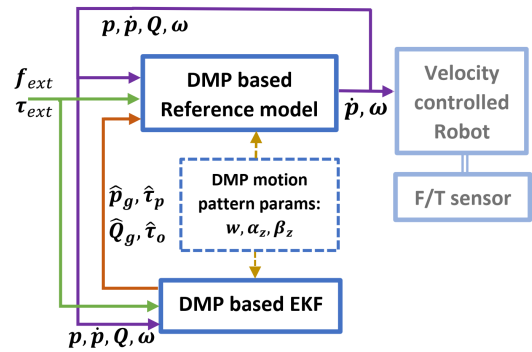 p, ṗ, Q, ω
f_ext
τ_ext
DMP based
Reference model
ṗ, ω
Velocity
controlled
Robot
F/T sensor
p̂_g, τ̂_p
Q̂_g, τ̂_o
DMP motion
pattern params:
w, α_z, β_z
DMP based EKF
p, ṗ, Q, ω